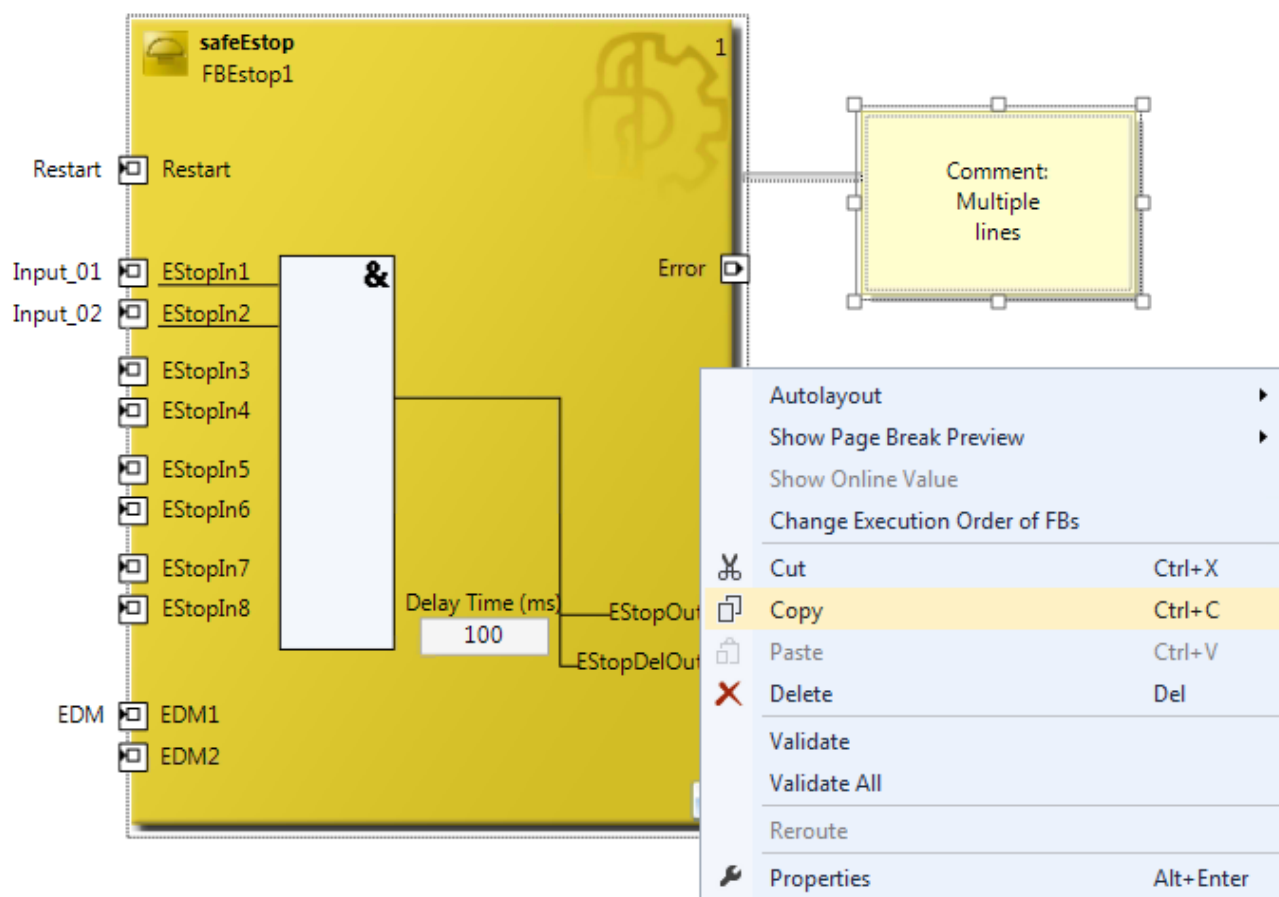 safeEstop
1
FBEstop1
Restart
Restart
Comment:
Multiple
lines
Input_01
EStopIn1
&
Error
Input_02
EStopIn2
EStopIn3
EStopIn4
EStopIn5
EStopIn6
EStopIn7
EStopIn8
Delay Time (ms)
100
EStopOut
EStopDelOut
EDM
EDM1
EDM2
Autolayout
Show Page Break Preview
Show Online Value
Change Execution Order of FBs
Cut Ctrl+X
Copy Ctrl+C
Paste Ctrl+V
Delete Del
Validate
Validate All
Reroute
Properties Alt+Enter